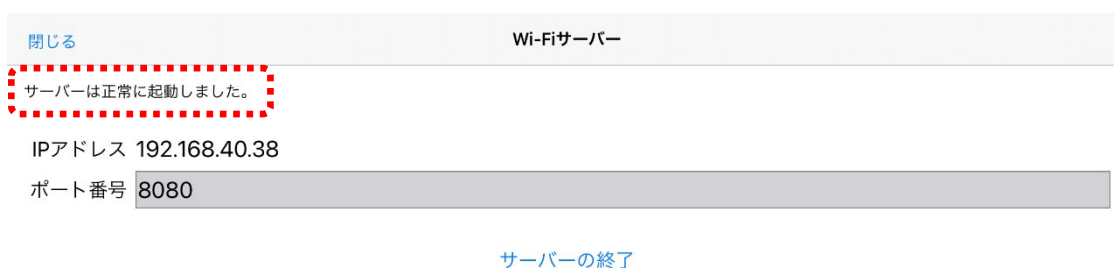 閉じる
Wi-Fiサーバー
サーバーは正常に起動しました。
IPアドレス 192.168.40.38
ポート番号 8080
サーバーの終了